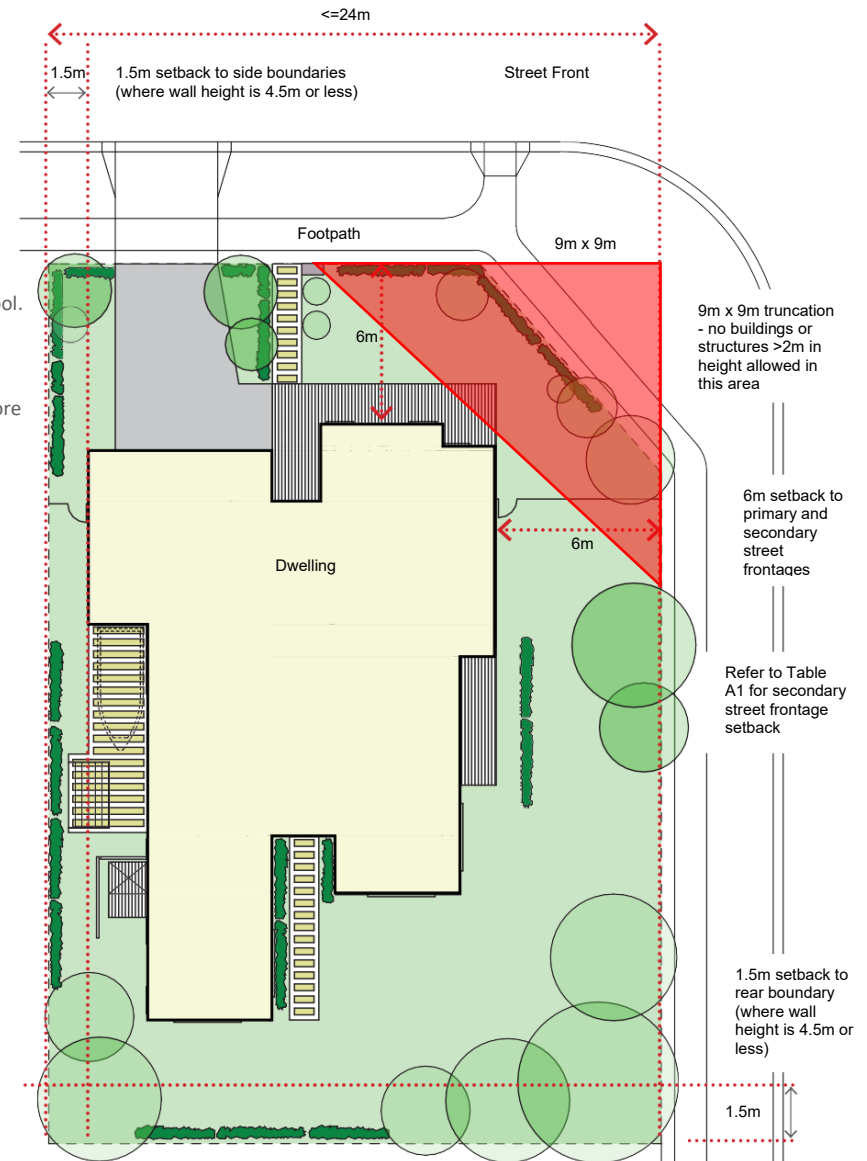 <=24m
1.5m
1.5m setback to side boundaries
(where wall height is 4.5m or less)
Street Front
Footpath
9m x 9m
ool.
6m
9m x 9m truncation
- no buildings or
structures >2m in
height allowed in
this area
ore
6m setback to
primary and
secondary
street
frontages
6m
Dwelling
Refer to Table
A1 for secondary
street frontage
setback
1.5m setback to
rear boundary
(where wall
height is 4.5m or
less)
1.5m